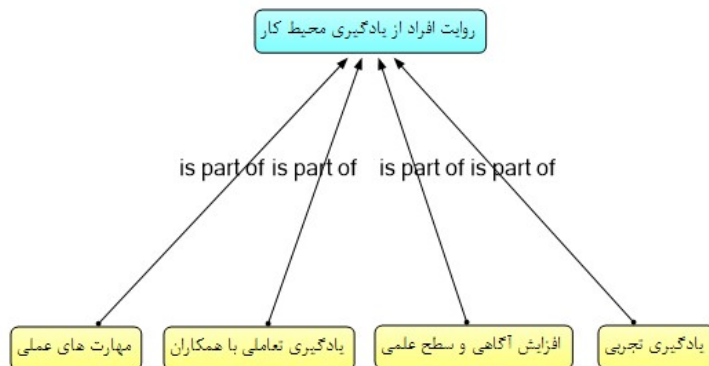 روایت افراد از یادگیری محیط کار
is part of is part of is part of is part of
مهارت های عملی
یادگیری تعاملی با همکاران
افزایش آگاهی و سطح علمی
یادگیری تجربی